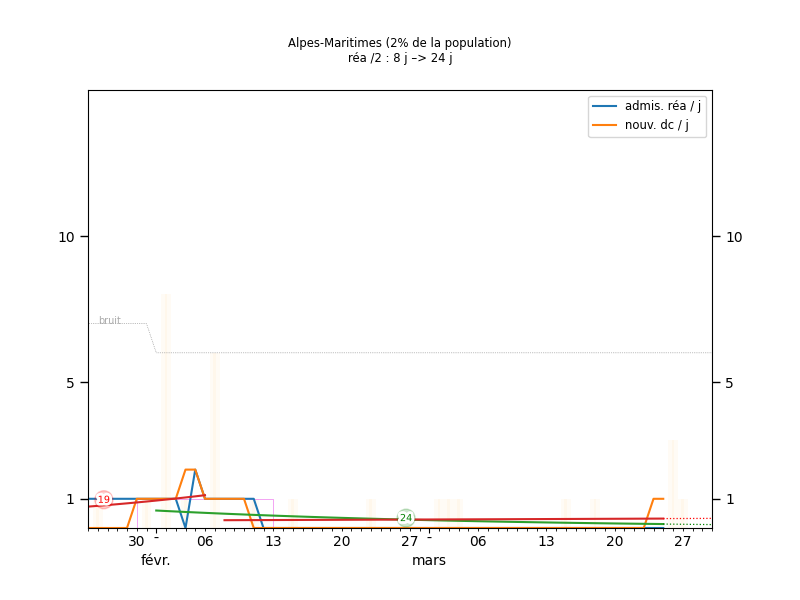 Alpes-Maritimes (2% de la population)
réa /2 : 8 j –> 24 j
admis. réa / j
nouv. dc / j
10
10
bruit
5
5
19
1
1
24
30 - 06 13 20 27 - 06 13 20 27
févr. mars